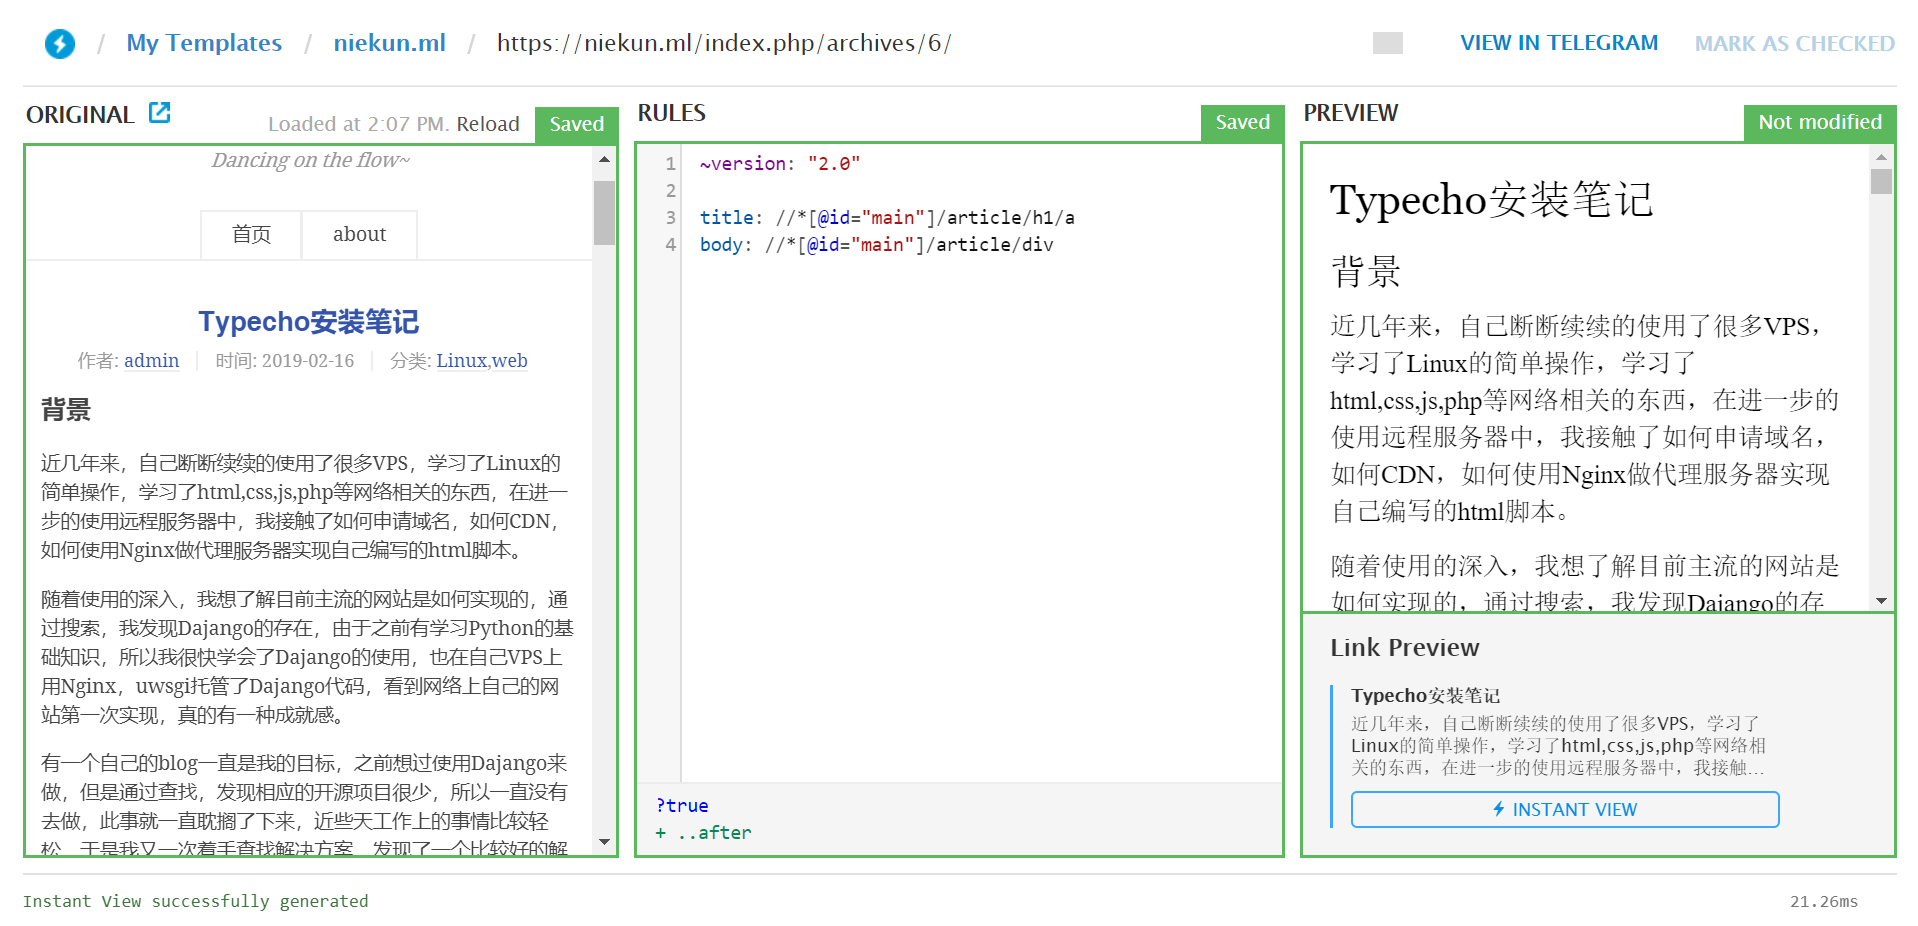 / My Templates / niekun.ml / https://niekun.ml/index.php/archives/6/
VIEW IN TELEGRAM
MARK AS CHECKED
ORIGINAL
Loaded at 2:07 PM. Reload
Saved
Dancing on the flow~
首页
about
Typecho安装笔记
作者: admin
时间: 2019-02-16
分类: Linux,web
背景
近几年来，自己断断续续的使用了很多VPS，学习了Linux的
简单操作，学习了html,css,js,php等网络相关的东西，在进一
步的使用远程服务器中，我接触了如何申请域名，如何CDN，
如何使用Nginx做代理服务器实现自己编写的html脚本。
随着使用的深入，我想了解目前主流的网站是如何实现的，通
过搜索，我发现Dajango的存在，由于之前有学习Python的基
础知识，所以我很快学会了Dajango的使用，也在自己VPS上
用Nginx，uwsgi托管了Dajango代码，看到网络上自己的网
站第一次实现，真的有一种成就感。
有一个自己的blog一直是我的目标，之前想过使用Dajango来
做，但是通过查找，发现相应的开源项目很少，所以一直没有
去做，此事就一直耽搁了下来，近些天工作上的事情比较轻
松，于是我又一次着手查找解决方案，发现了一个比较好的解
RULES
Saved
1 ~version: "2.0"
2
3 title: //*[@id="main"]/article/h1/a
4 body: //*[@id="main"]/article/div
?true
+ ..after
PREVIEW
Not modified
Typecho安装笔记
背景
近几年来，自己断断续续的使用了很多VPS，
学习了Linux的简单操作，学习了
html,css,js,php等网络相关的东西，在进一步的
使用远程服务器中，我接触了如何申请域名，
如何CDN，如何使用Nginx做代理服务器实现
自己编写的html脚本。
随着使用的深入，我想了解目前主流的网站是
如何实现的，通过搜索，我发现Dajango的存
Link Preview
Typecho安装笔记
近几年来，自己断断续续的使用了很多VPS，学习了
Linux的简单操作，学习了html,css,js,php等网络相
关的东西，在进一步的使用远程服务器中，我接触...
INSTANT VIEW
Instant View successfully generated
21.26ms